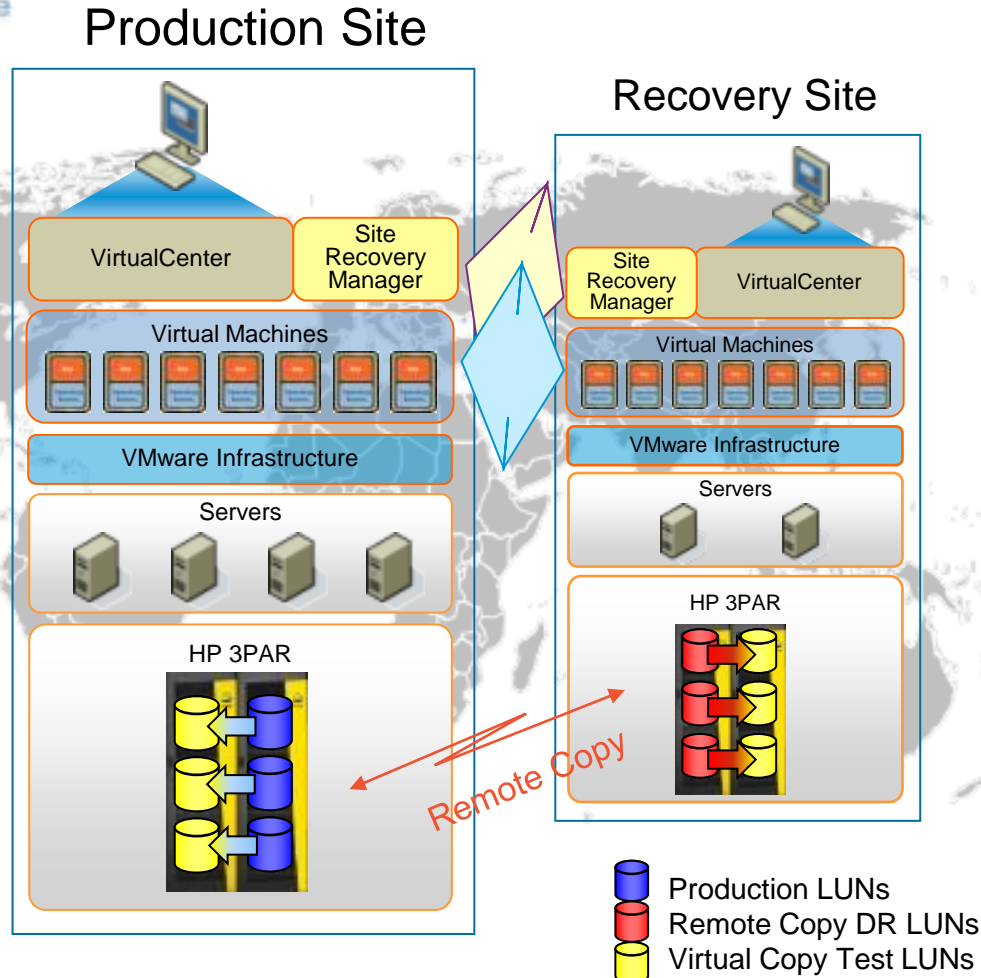 Production Site
Recovery Site
VirtualCenter
Site
Recovery
Manager
Virtual Machines
VMware Infrastructure
Servers
HP 3PAR
Site
Recovery
Manager
VirtualCenter
Virtual Machines
VMware Infrastructure
Servers
HP 3PAR
Remote Copy
Production LUNs
Remote Copy DR LUNs
Virtual Copy Test LUNs